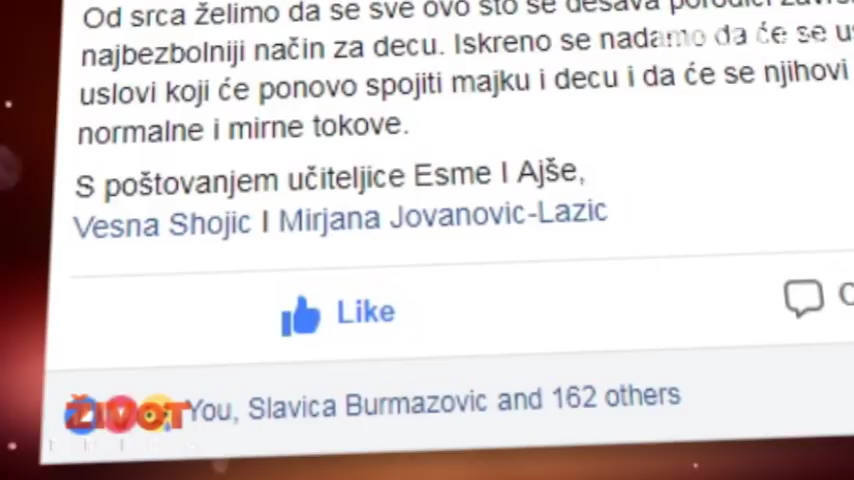 Od srca želimo da se sve ovo što se dešava porodici
najbezbolniji način za decu. Iskreno se nadamo da će se
uslovi koji će ponovo spojiti majku i decu i da će se njihovi
normalne i mirne tokove.
S poštovanjem učiteljice Esme I Ajše,
Vesna Shojic I Mirjana Jovanovic-Lazic
Like
ŽIVOT You, Slavica Burmazovic and 162 others